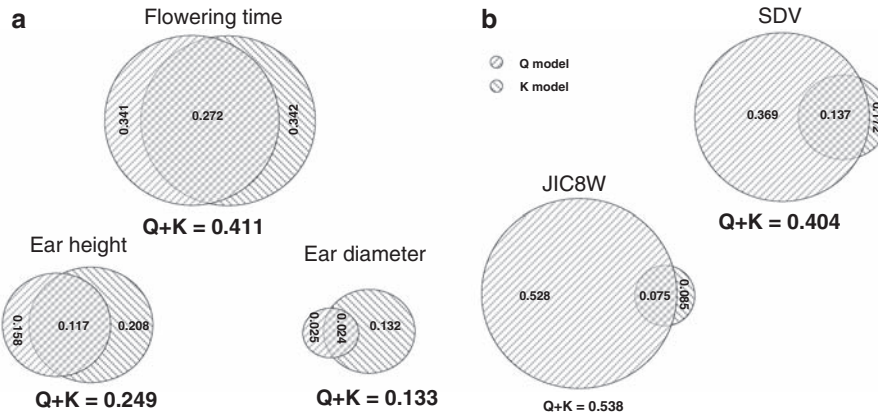 a
Flowering time
0.341
0.272
0.342
Q+K = 0.411
Ear height
0.158
0.117
0.208
Q+K = 0.249
Ear diameter
0.025
0.024
0.132
Q+K = 0.133
b
Q model
K model
SDV
0.369
0.137
0.172
Q+K = 0.404
JIC8W
0.528
0.075
0.085
Q+K = 0.538